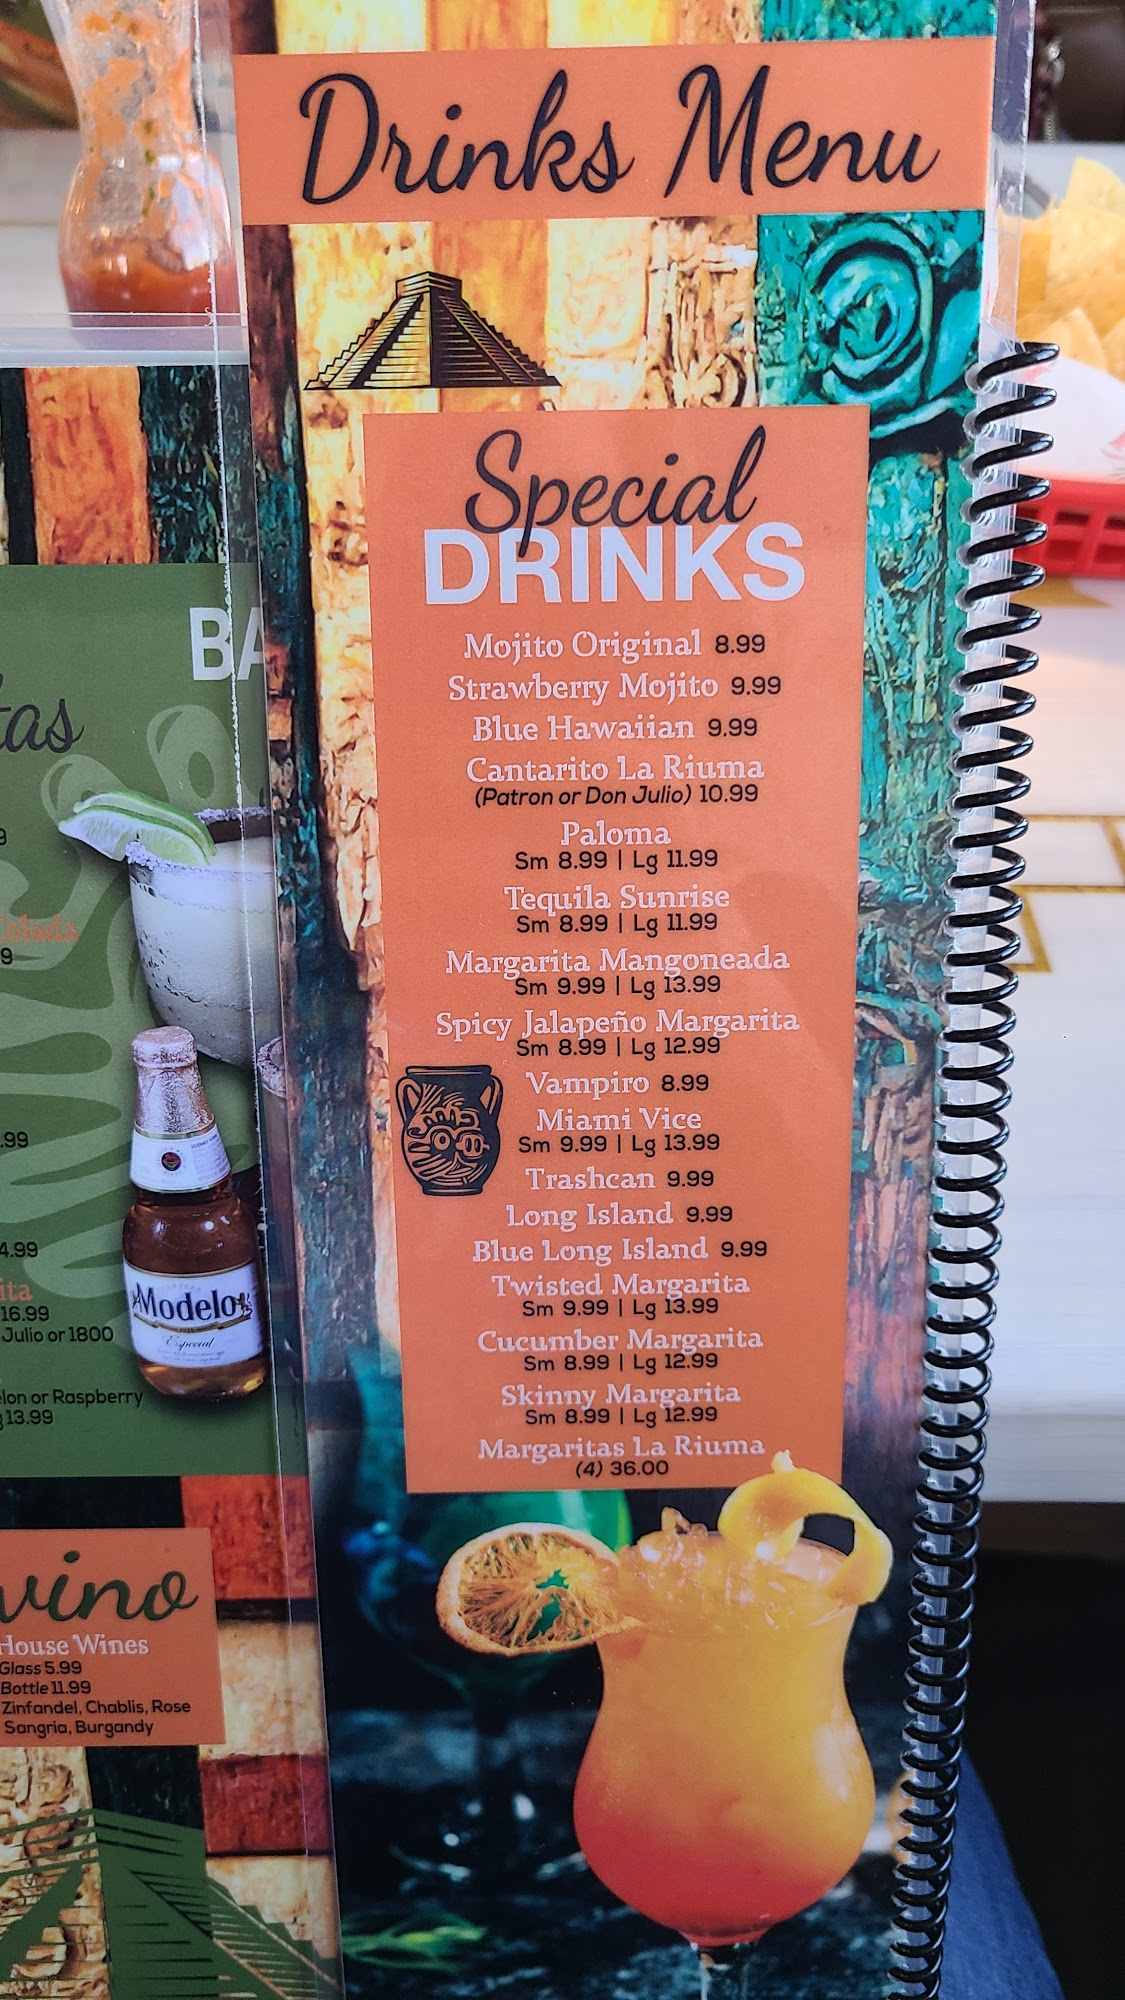 Drinks Menu
Special
DRINKS
Mojito Original 8.99
Strawberry Mojito 9.99
Blue Hawaiian 9.99
Cantarito La Riuma
(Patron or Don Julio) 10.99
Paloma
Sm 8.99 | Lg 11.99
Tequila Sunrise
Sm 8.99 | Lg 11.99
Margarita Mangoneada
Sm 9.99 | Lg 13.99
Spicy Jalapeño Margarita
Sm 8.99 | Lg 12.99
Vampiro 8.99
Miami Vice
Sm 9.99 | Lg 13.99
Trashcan 9.99
Long Island 9.99
Blue Long Island 9.99
Twisted Margarita
Sm 9.99 | Lg 13.99
Cucumber Margarita
Sm 8.99 | Lg 12.99
Skinny Margarita
Sm 8.99 | Lg 12.99
Margaritas La Riuma
(4) 36.00
BA
tas
9
Colada
9
.99
4.99
ita
16.99
Julio or 1800
elon or Raspberry
13.99
Modelo
Especial
vino
House Wines
Glass 5.99
Bottle 11.99
Zinfandel, Chablis, Rose
Sangria, Burgandy